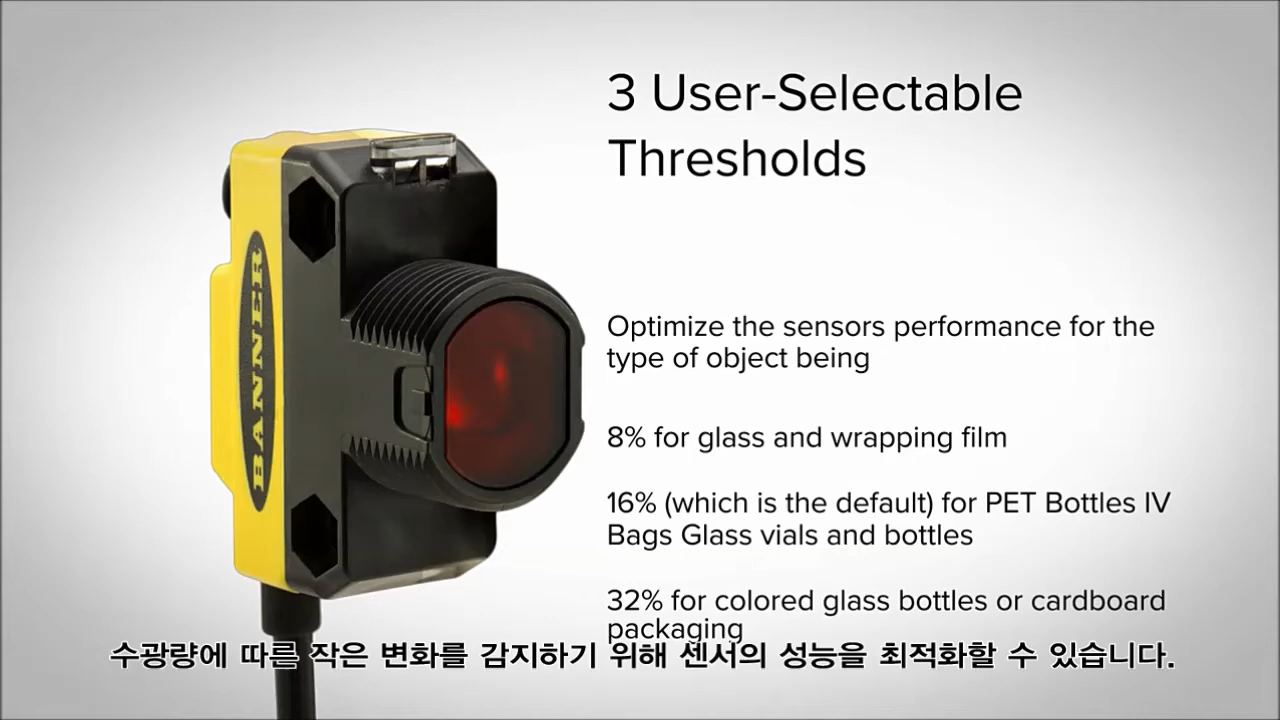 3 User-Selectable
Thresholds
BANNER
Optimize the sensors performance for the
type of object being
8% for glass and wrapping film
16% (which is the default) for PET Bottles IV
Bags Glass vials and bottles
32% for colored glass bottles or cardboard
packaging
수광량에 따른 작은 변화를 감지하기 위해 센서의 성능을 최적화할 수 있습니다.